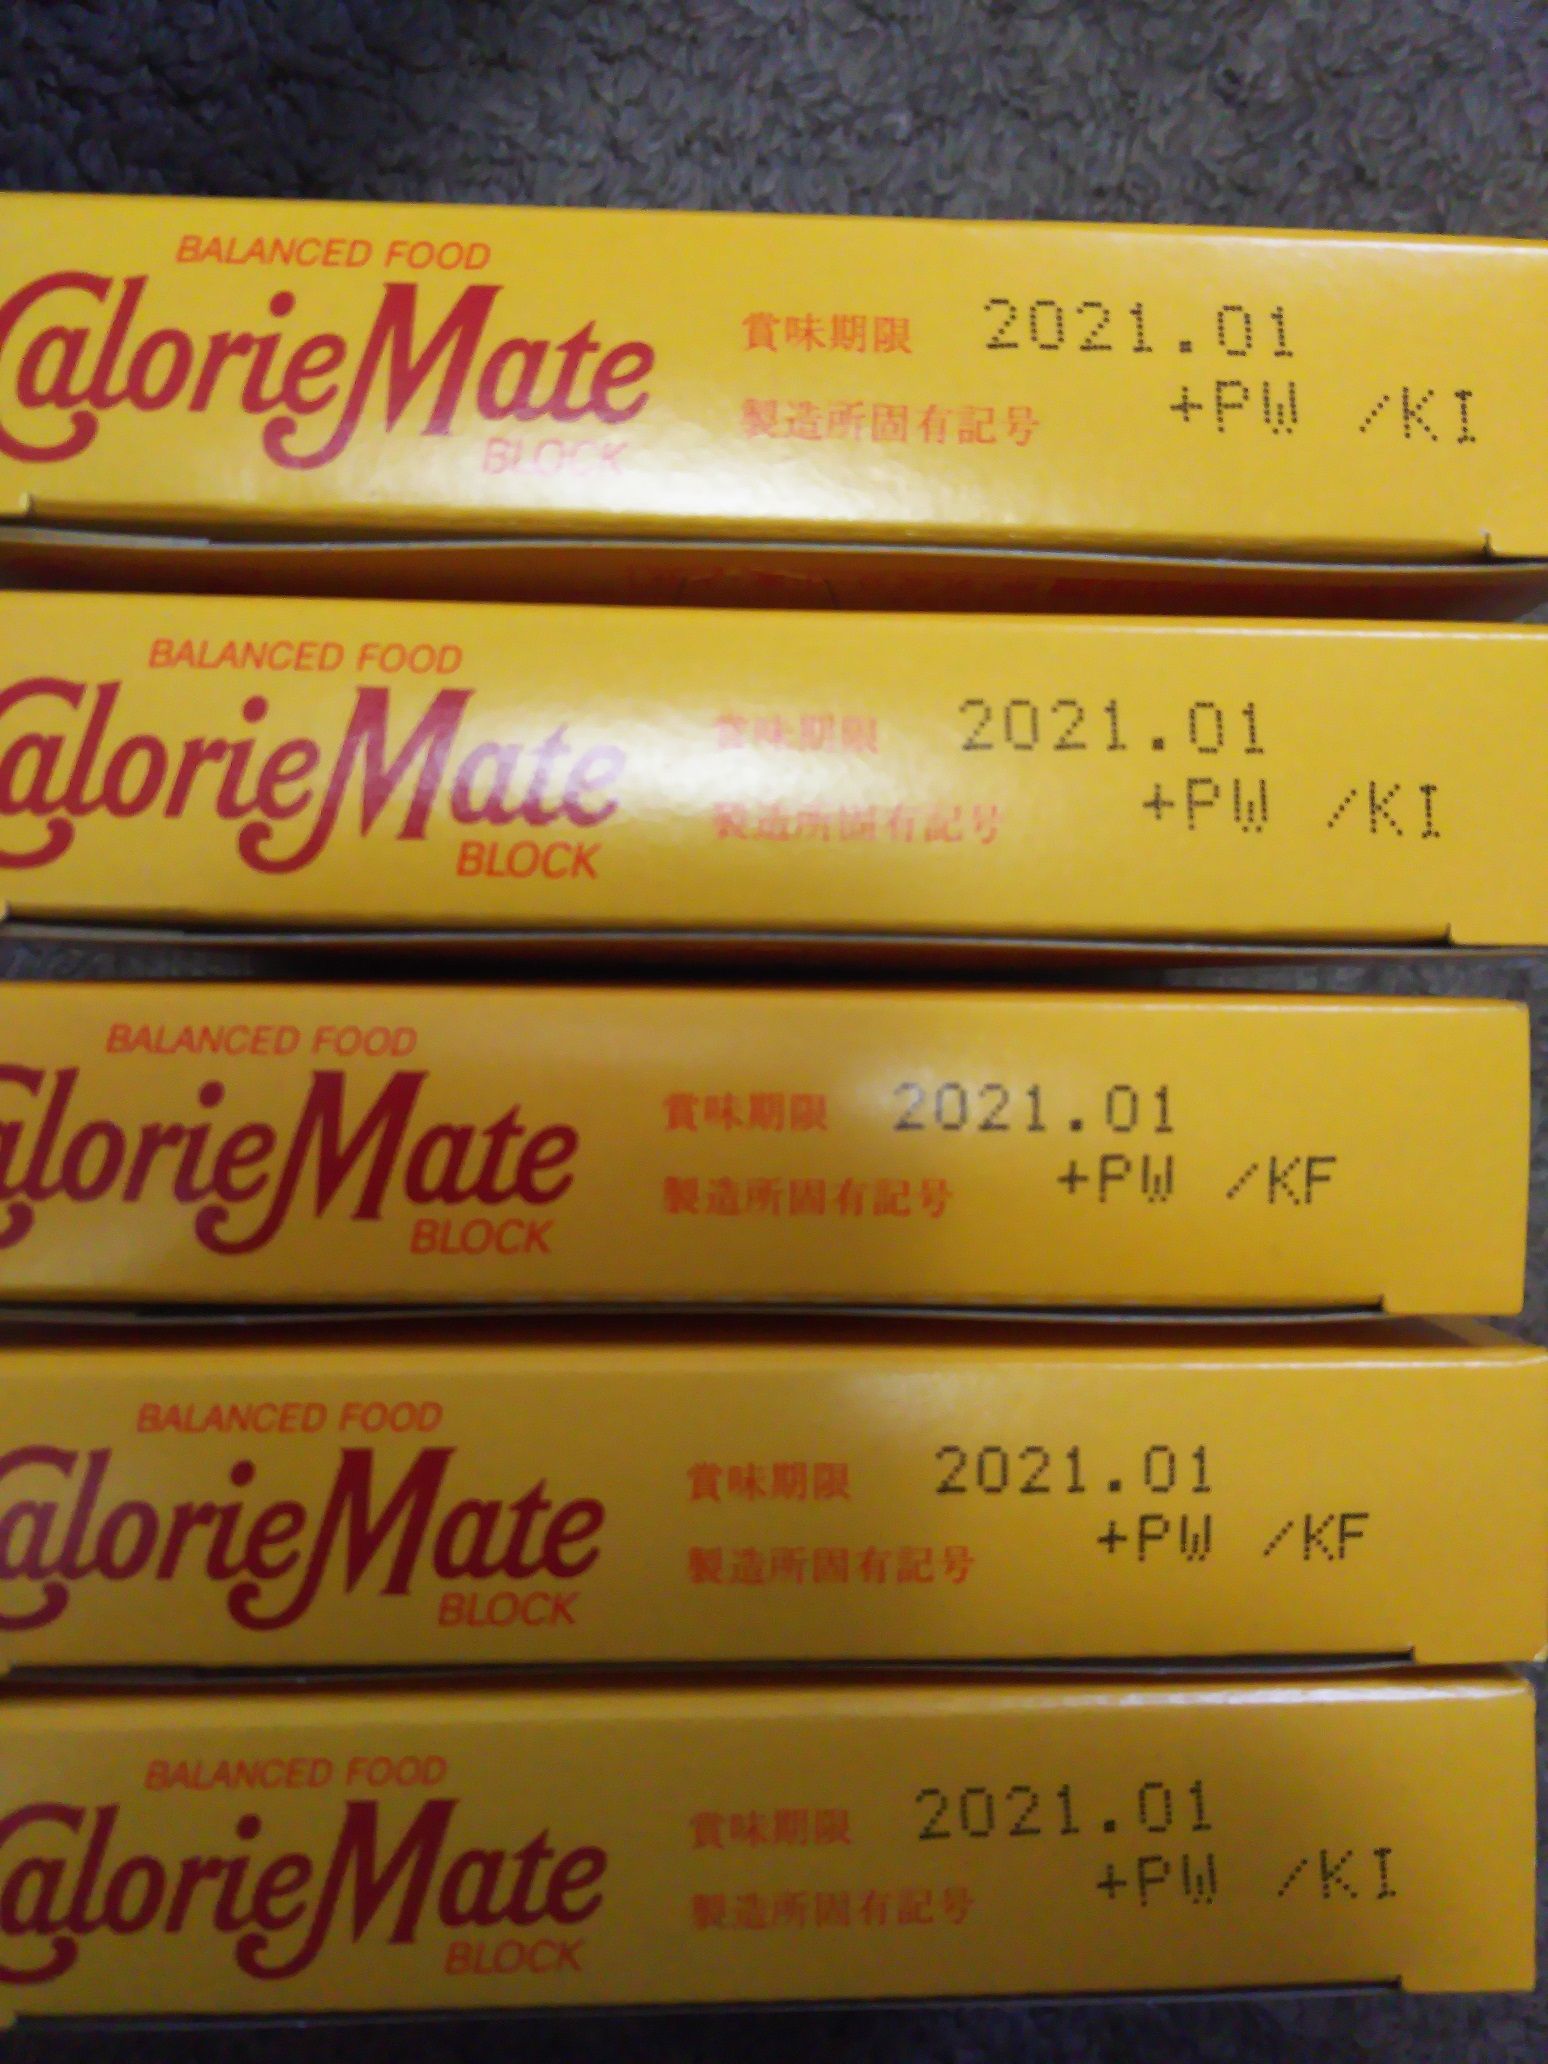 BALANCED FOOD
CalorieMate
BLOCK
賞味期限 2021.01
製造所固有記号 +PW /KI
BALANCED FOOD
CalorieMate
BLOCK
賞味期限 2021.01
製造所固有記号 +PW /KI
BALANCED FOOD
CalorieMate
BLOCK
賞味期限 2021.01
製造所固有記号 +PW /KF
BALANCED FOOD
CalorieMate
BLOCK
賞味期限 2021.01
製造所固有記号 +PW /KF
BALANCED FOOD
CalorieMate
BLOCK
賞味期限 2021.01
製造所固有記号 +PW /KI